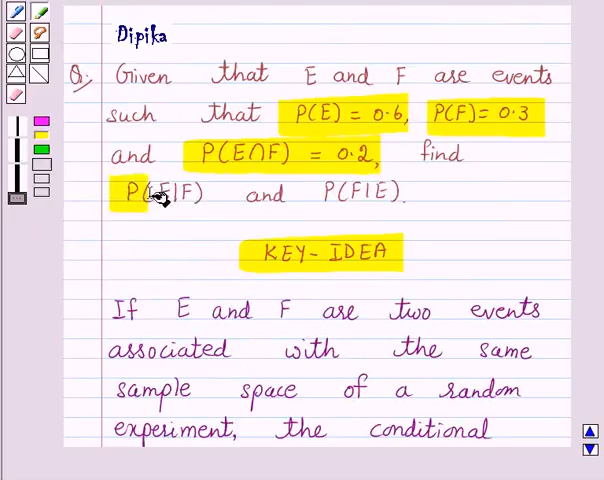 Dipika
Q. Given that E and F are events
such that P(E) = 0.6, P(F) = 0.3
and P(E∩F) = 0.2, find
P(E|F) and P(F|E).
KEY-IDEA
If E and F are two events
associated with the same
sample space of a random
experiment, the conditional